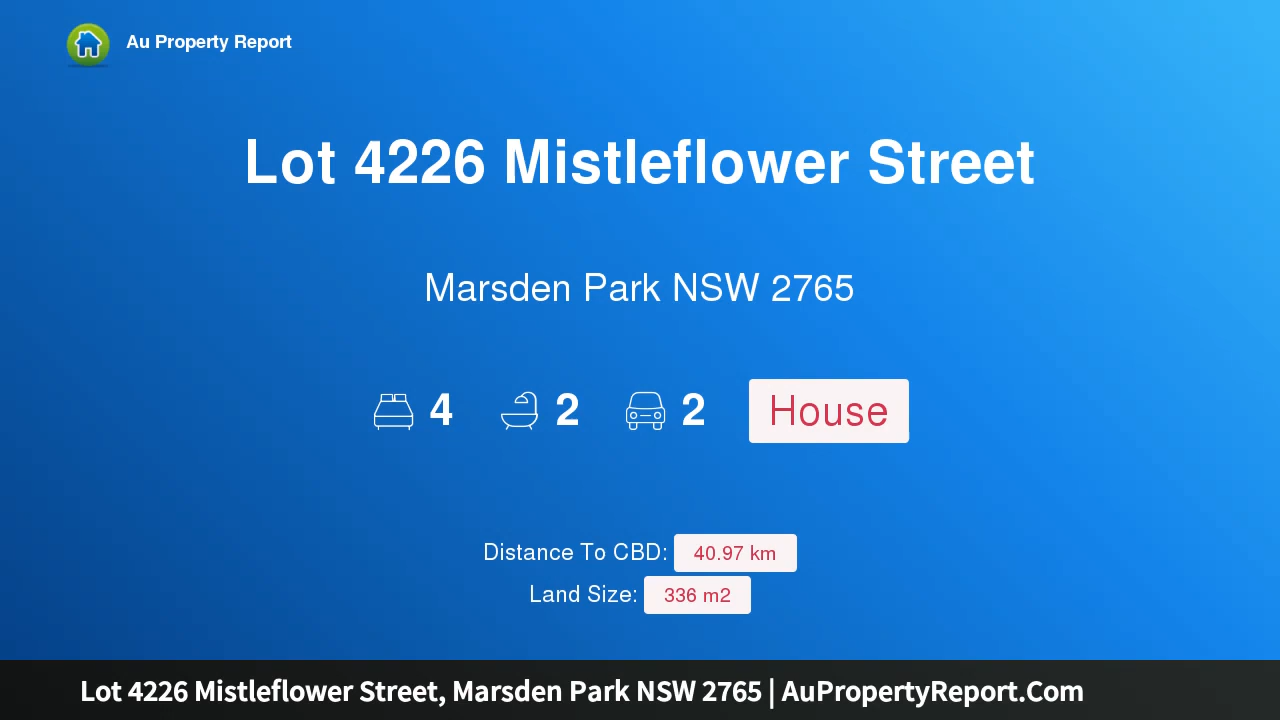 Au Property Report
Lot 4226 Mistleflower Street
Marsden Park NSW 2765
4 2 2 House
Distance To CBD: 40.97 km
Land Size: 336 m2
Lot 4226 Mistleflower Street, Marsden Park NSW 2765 | AuPropertyReport.Com